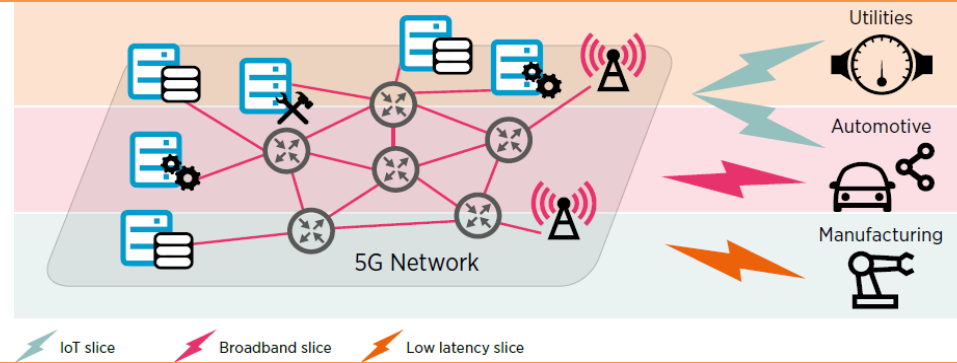 Utilities
Automotive
Manufacturing
5G Network
IoT slice
Broadband slice
Low latency slice